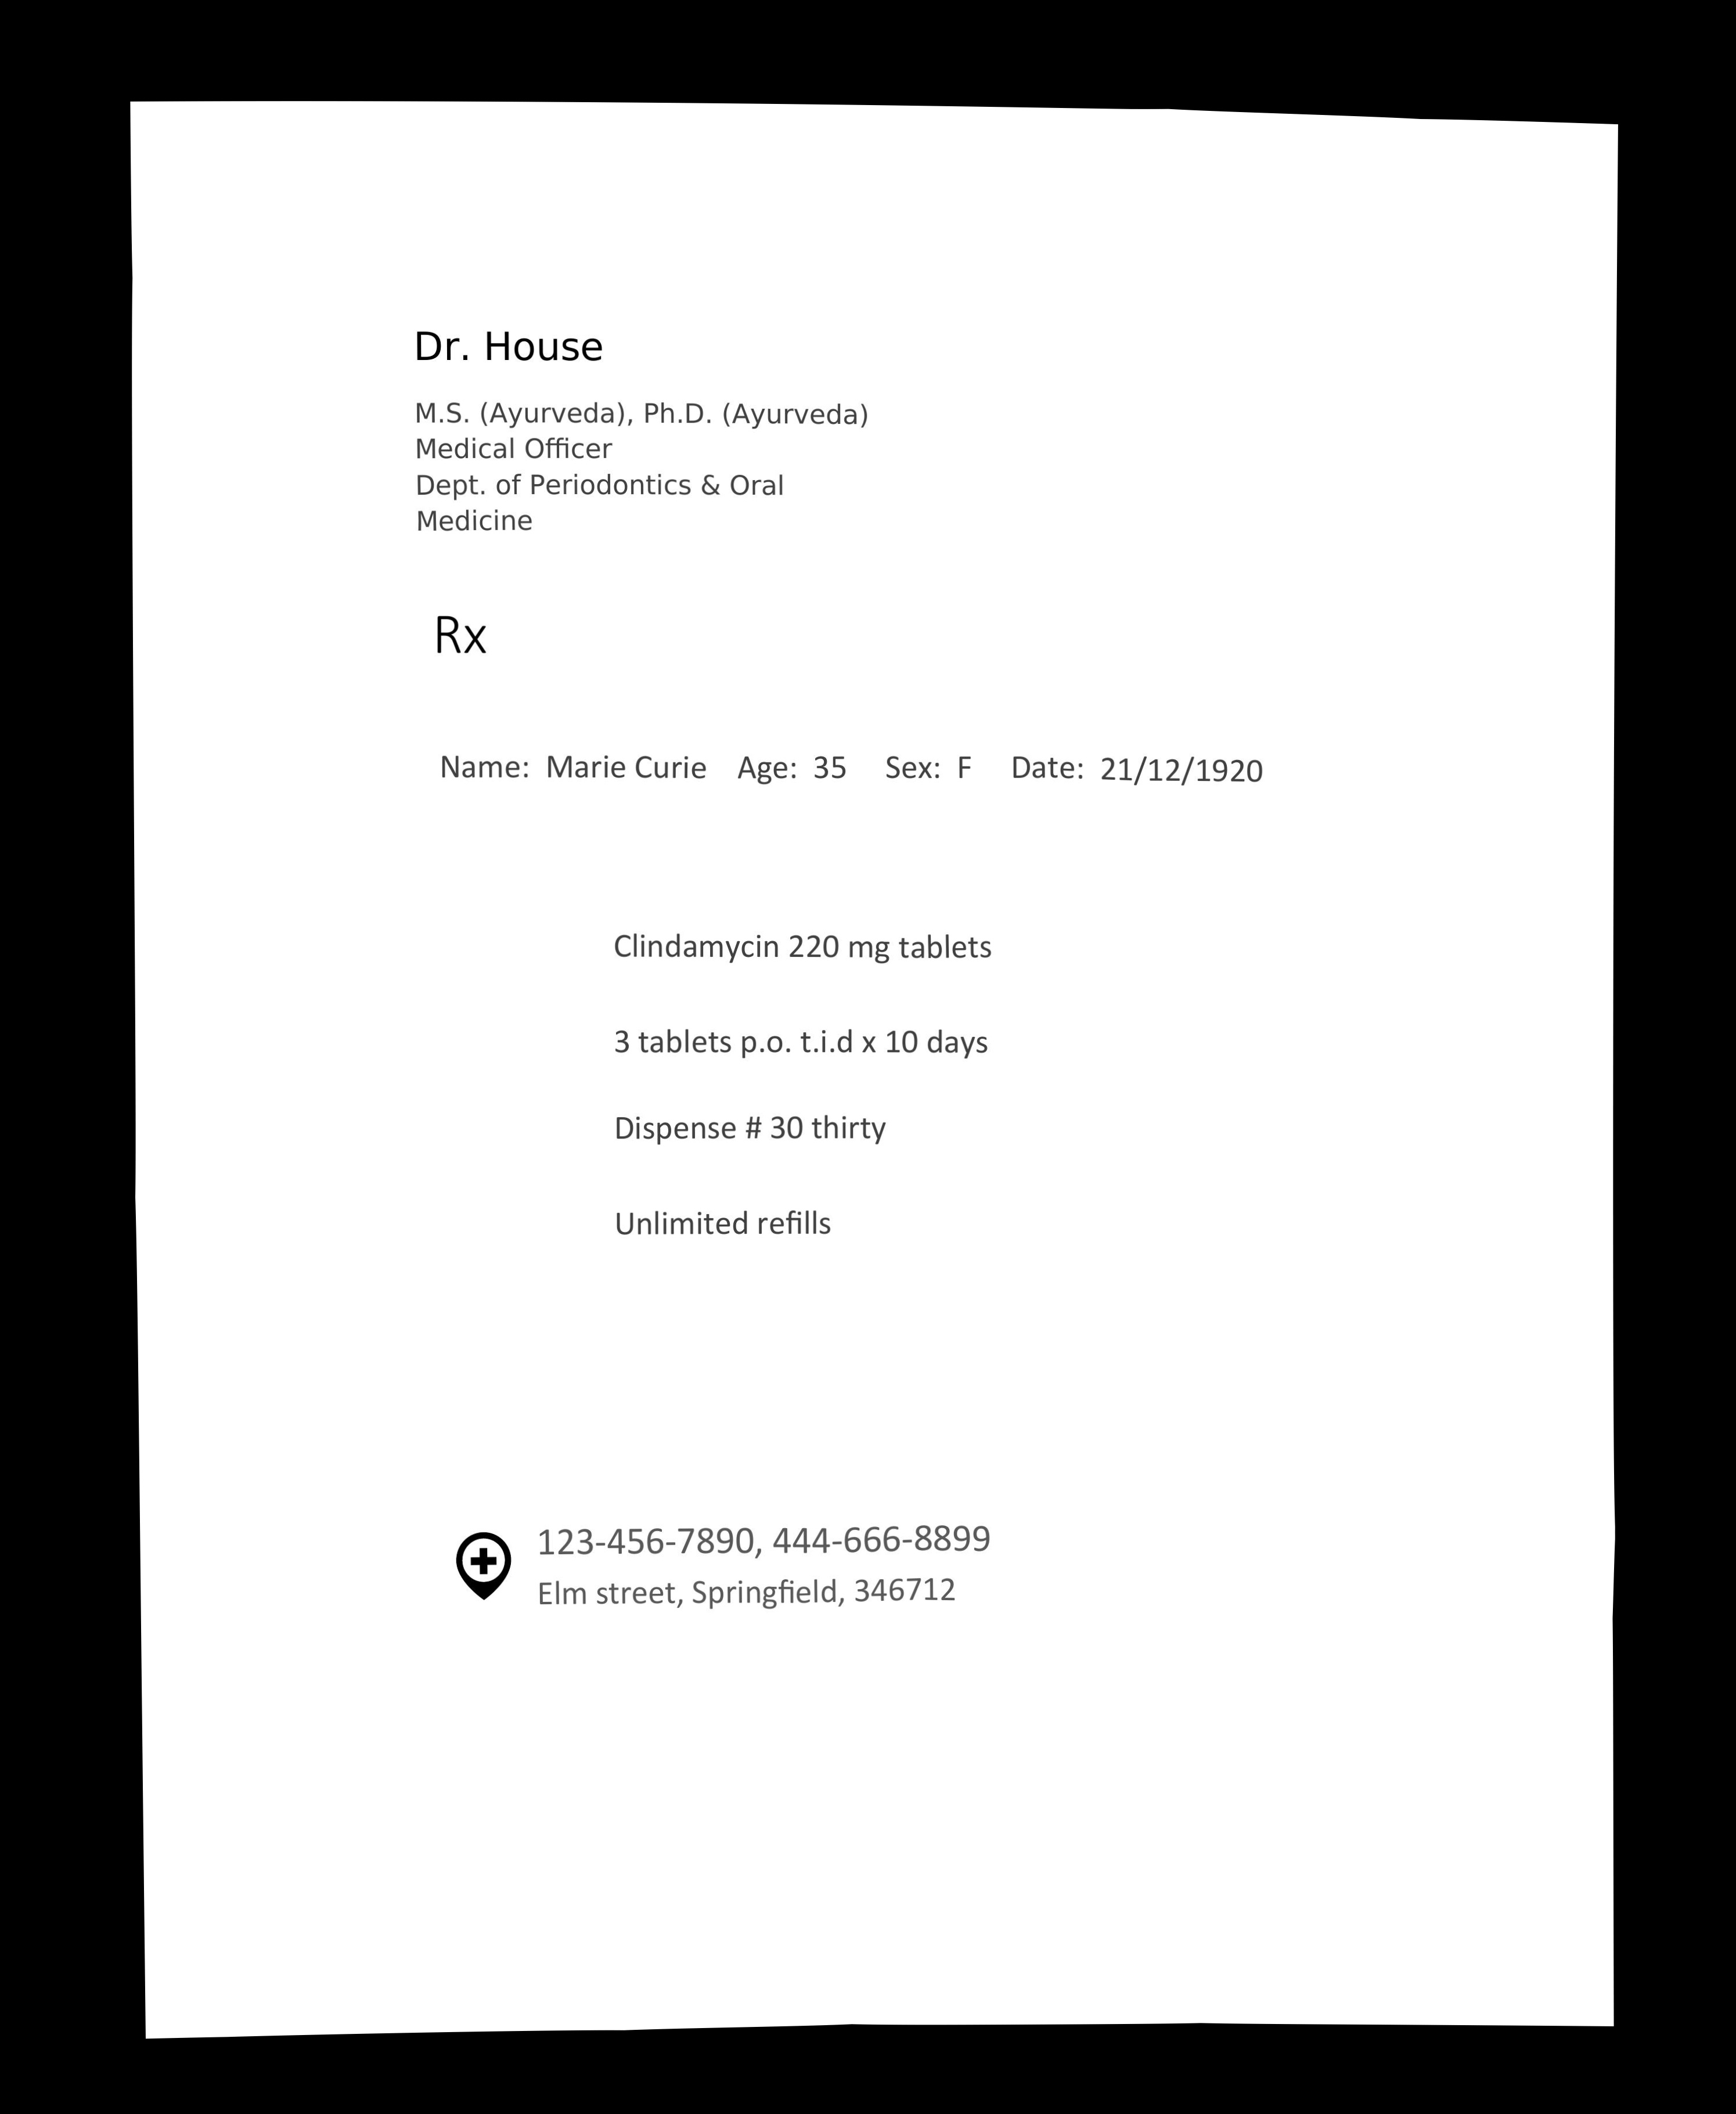 Dr. House
M.S. (Ayurveda), Ph.D. (Ayurveda)
Medical Officer
Dept. of Periodontics & Oral
Medicine
Rx
Name: Marie Curie Age: 35 Sex: F Date: 21/12/1920
Clindamycin 220 mg tablets
3 tablets p.o. t.i.d x 10 days
Dispense # 30 thirty
Unlimited refills
123-456-7890, 444-666-8899
Elm street, Springfield, 346712